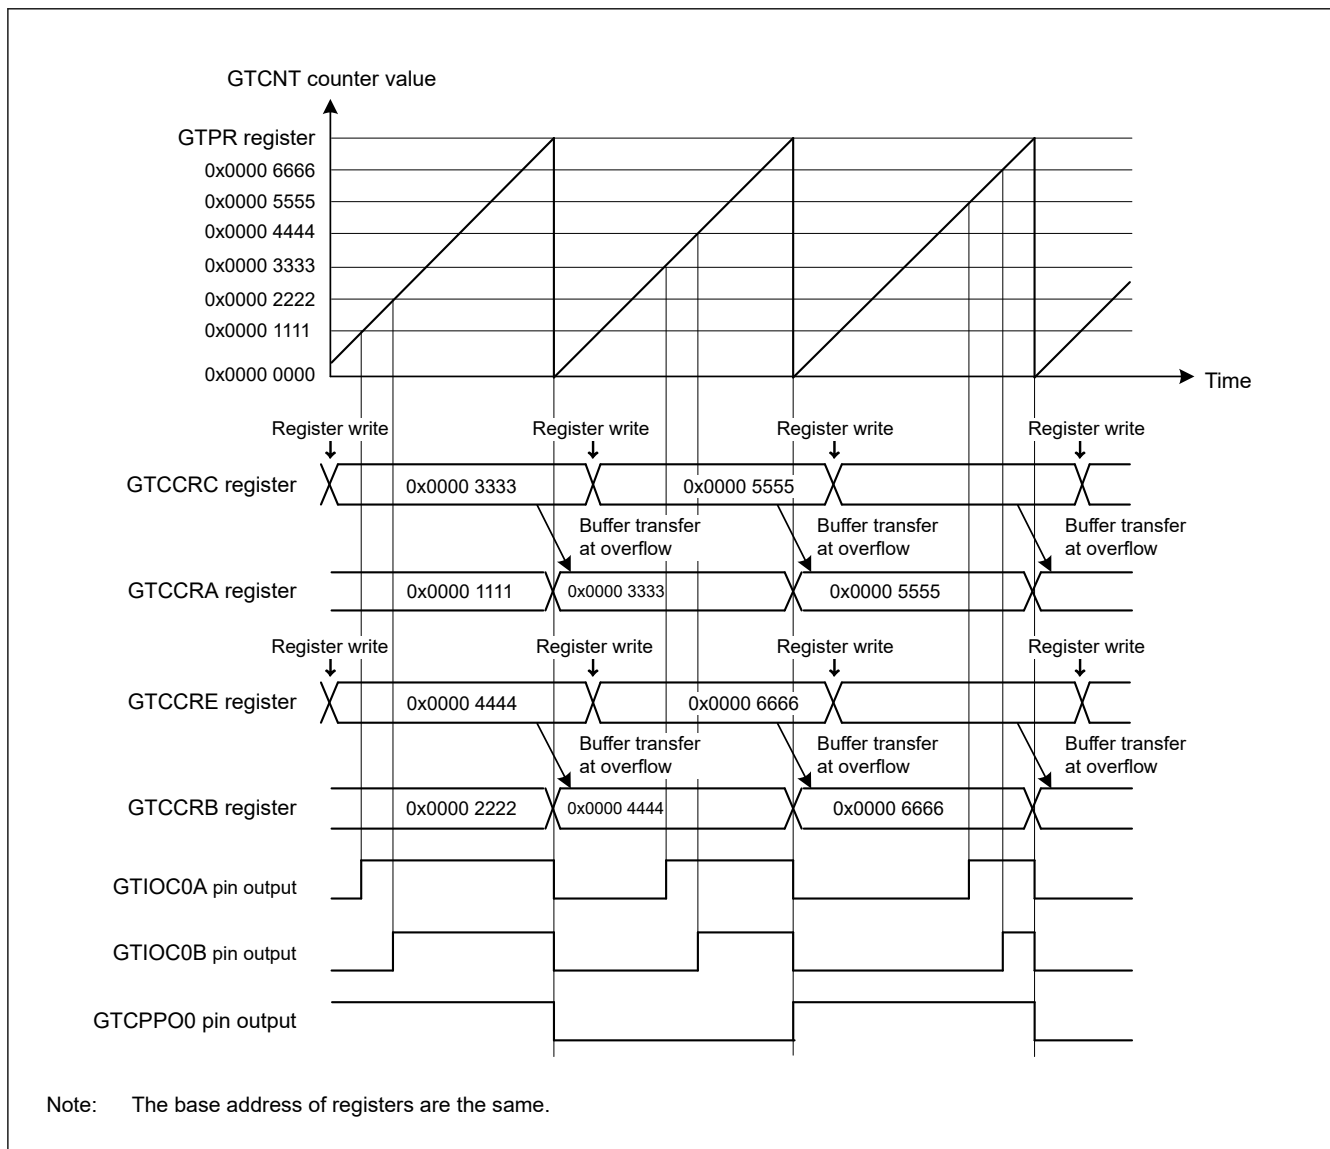 GTCNT counter value
GTPR register
0x0000 6666
0x0000 5555
0x0000 4444
0x0000 3333
0x0000 2222
0x0000 1111
0x0000 0000
Time
Register write Register write Register write Register write
GTCCRC register 0x0000 3333 0x0000 5555
Buffer transfer at overflow
Buffer transfer at overflow
Buffer transfer at overflow
GTCCRA register 0x0000 1111 0x0000 3333 0x0000 5555
Register write Register write Register write Register write
GTCCRE register 0x0000 4444 0x0000 6666
Buffer transfer at overflow
Buffer transfer at overflow
Buffer transfer at overflow
GTCCRB register 0x0000 2222 0x0000 4444 0x0000 6666
GTIOC0A pin output
GTIOC0B pin output
GTCPPO0 pin output
Note: The base address of registers are the same.